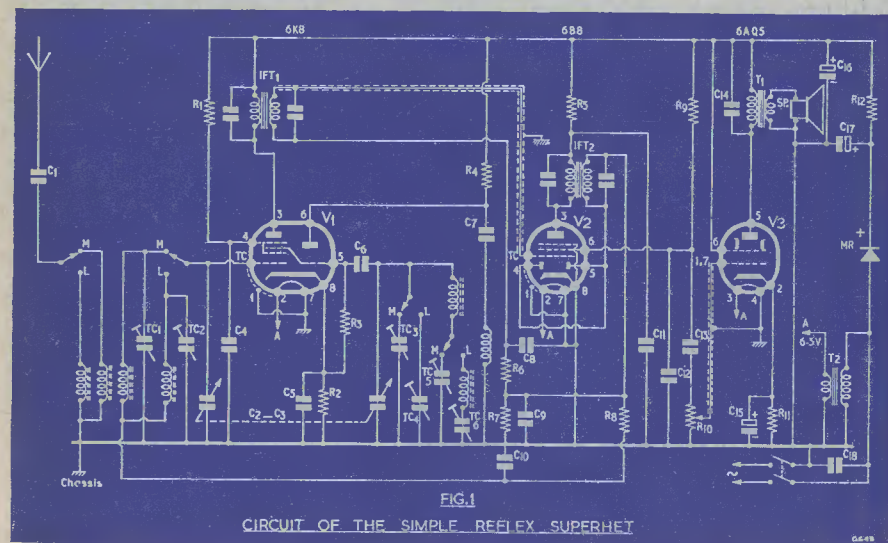 6K8
6B8
6AQ5
IFT1
R1
R5
R9
C14
T1
SP.
+
C16
R12
C17
+
IFT2
R4
C1
3
6
V1
C7
3
V2
5
V3
4
TC
5
C6
TC
4
6
5
6
1,7
MR
+
M
L
M
L
1
2
7
8
A
R3
M
L
1
2
7
8
A
3
4
2
A
TC1
TC2
C4
TC3
M
L
C8
C11
C13
A
6·3V
T2
C5
R2
TC5
TC4
TC6
R6
R7
C9
R8
C12
R10
C15
+
R11
C2—C3
C10
C18
Chassis
~
FIG.1
CIRCUIT OF THE SIMPLE REFLEX SUPERHET